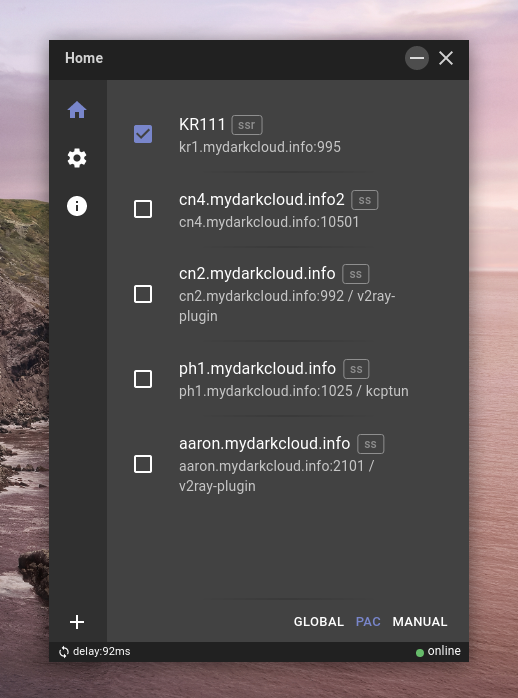 Home
KR111 ssr
kr1.mydarkcloud.info:995
cn4.mydarkcloud.info2 ss
cn4.mydarkcloud.info:10501
cn2.mydarkcloud.info ss
cn2.mydarkcloud.info:992 / v2ray-
plugin
ph1.mydarkcloud.info ss
ph1.mydarkcloud.info:1025 / kcptun
aaron.mydarkcloud.info ss
aaron.mydarkcloud.info:2101 /
v2ray-plugin
GLOBAL PAC MANUAL
delay:92ms online